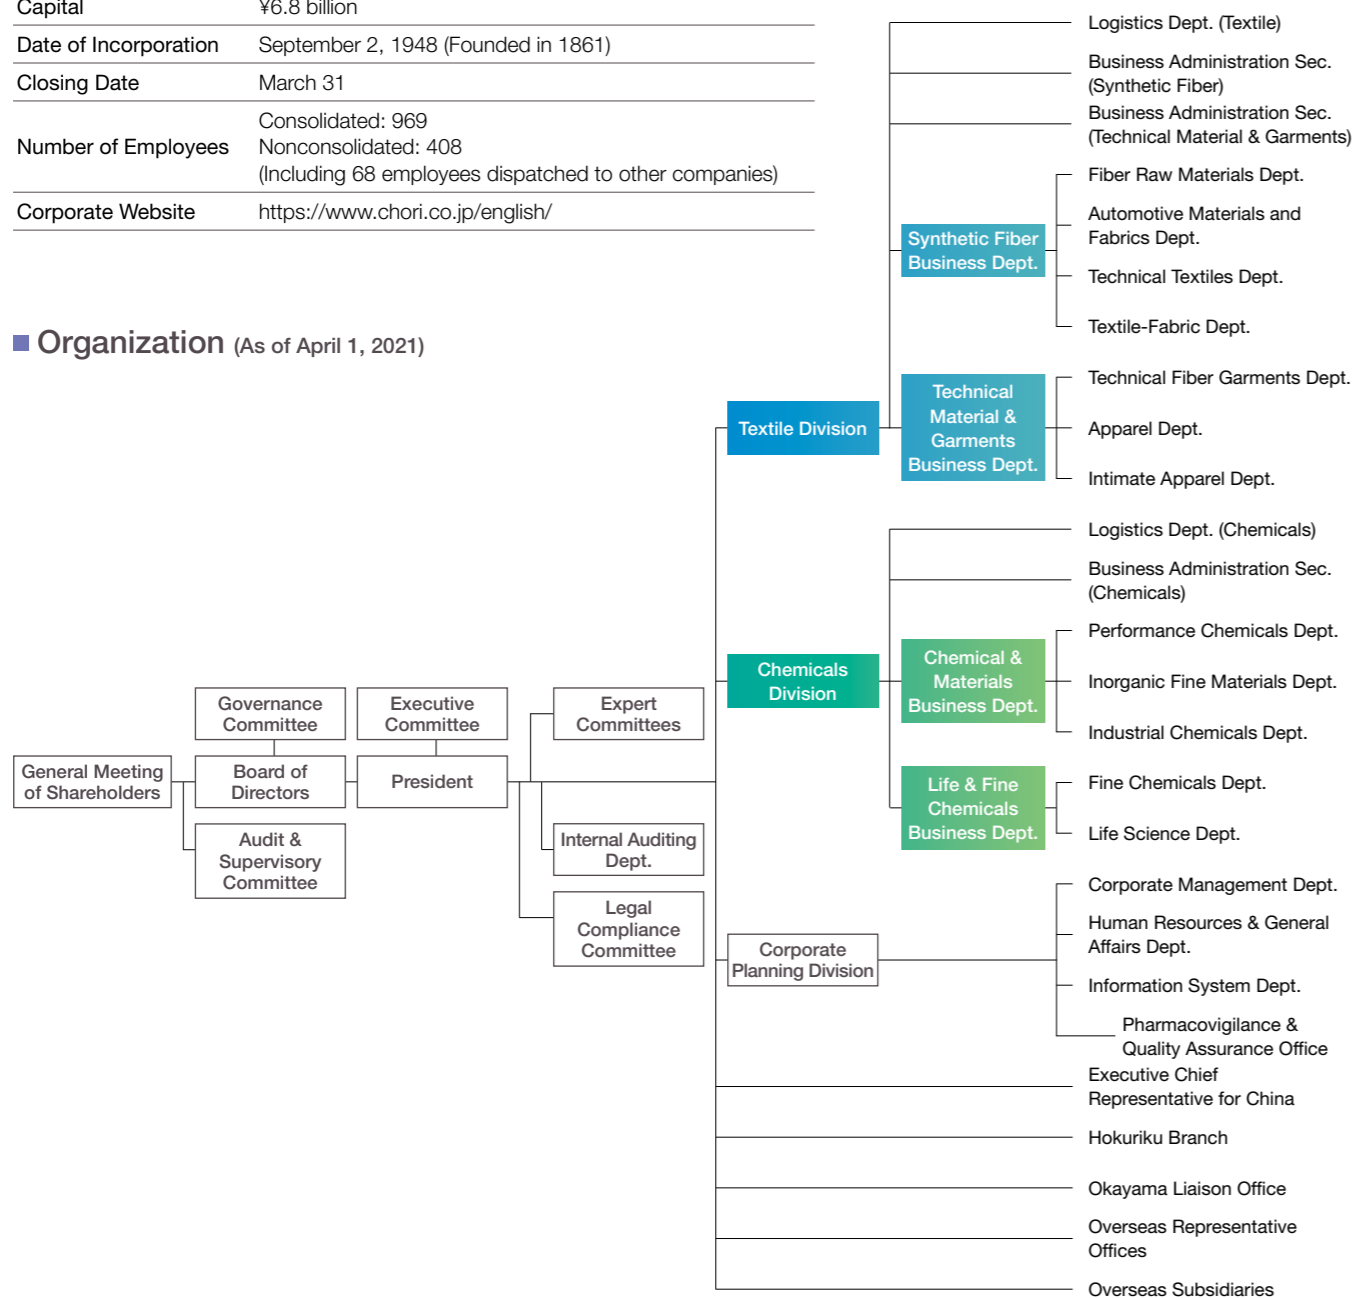 Capital ¥6.8 billion
Date of Incorporation September 2, 1948 (Founded in 1861)
Closing Date March 31
Number of Employees
Consolidated: 969
Nonconsolidated: 408
(Including 68 employees dispatched to other companies)
Corporate Website https://www.chori.co.jp/english/
Organization (As of April 1, 2021)
General Meeting
of Shareholders
Governance
Committee
Board of
Directors
Audit &
Supervisory
Committee
Executive
Committee
President
Expert
Committees
Internal Auditing
Dept.
Legal
Compliance
Committee
Textile Division
Logistics Dept. (Textile)
Business Administration Sec.
(Synthetic Fiber)
Business Administration Sec.
(Technical Material & Garments)
Synthetic Fiber
Business Dept.
Fiber Raw Materials Dept.
Automotive Materials and
Fabrics Dept.
Technical Textiles Dept.
Textile-Fabric Dept.
Technical
Material &
Garments
Business Dept.
Technical Fiber Garments Dept.
Apparel Dept.
Intimate Apparel Dept.
Chemicals
Division
Logistics Dept. (Chemicals)
Business Administration Sec.
(Chemicals)
Chemical &
Materials
Business Dept.
Performance Chemicals Dept.
Inorganic Fine Materials Dept.
Industrial Chemicals Dept.
Life & Fine
Chemicals
Business Dept.
Fine Chemicals Dept.
Life Science Dept.
Corporate
Planning Division
Corporate Management Dept.
Human Resources & General
Affairs Dept.
Information System Dept.
Pharmacovigilance &
Quality Assurance Office
Executive Chief
Representative for China
Hokuriku Branch
Okayama Liaison Office
Overseas Representative
Offices
Overseas Subsidiaries